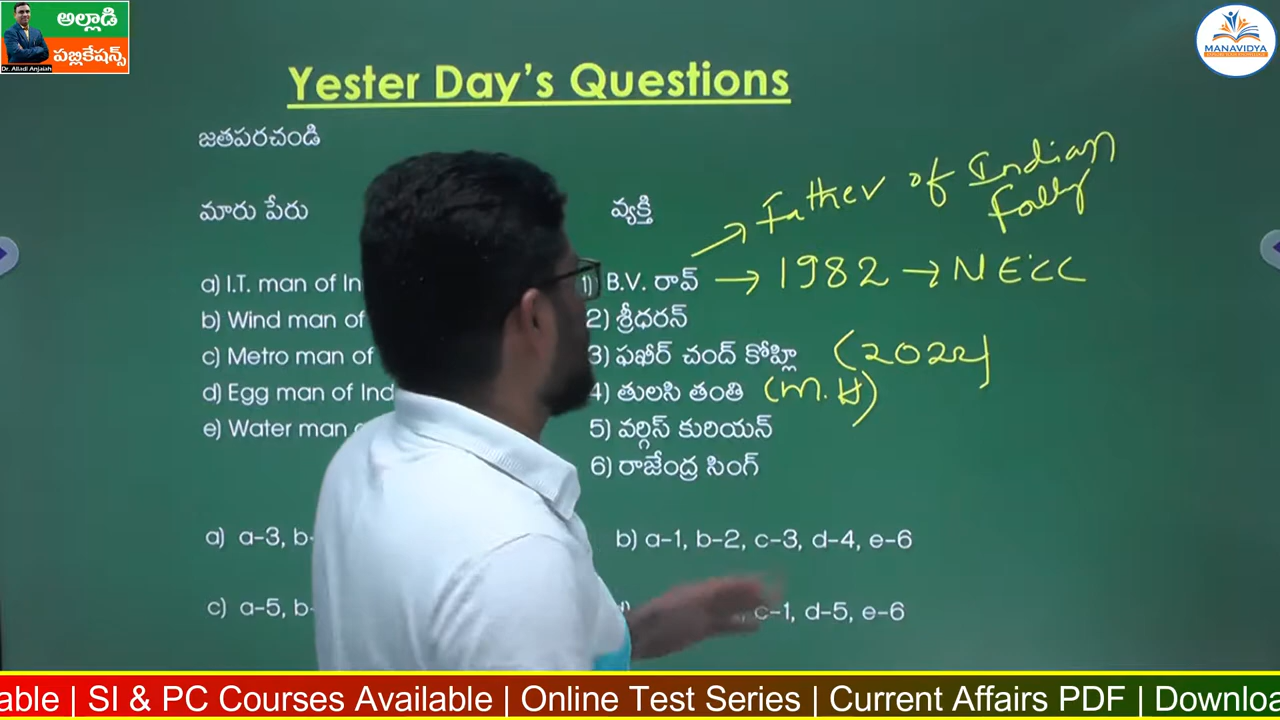 అల్లాడి
పబ్లికేషన్స్
Dr. Alladi Anjaiah
MANAVIDYA
Yester Day's Questions
జతపరచండి
మారు పేరు
వ్యక్తి
Father of Indian
a) I.T. man of In
1) B.V. రావ్ → 1982 → NECC
b) Wind man of
2) శ్రీధరన్
c) Metro man of
3) ఫఖీర్ చంద్ కోహ్లి
d) Egg man of Ind
4) తులసి తంతి (M.H)
e) Water man
5) వర్గిస్ కురియన్
6) రాజేంద్ర సింగ్
a) a-3, b-
b) a-1, b-2, c-3, d-4, e-6
c) a-5, b-
c-1, d-5, e-6
able | SI & PC Courses Available | Online Test Series | Current Affairs PDF | Downloa